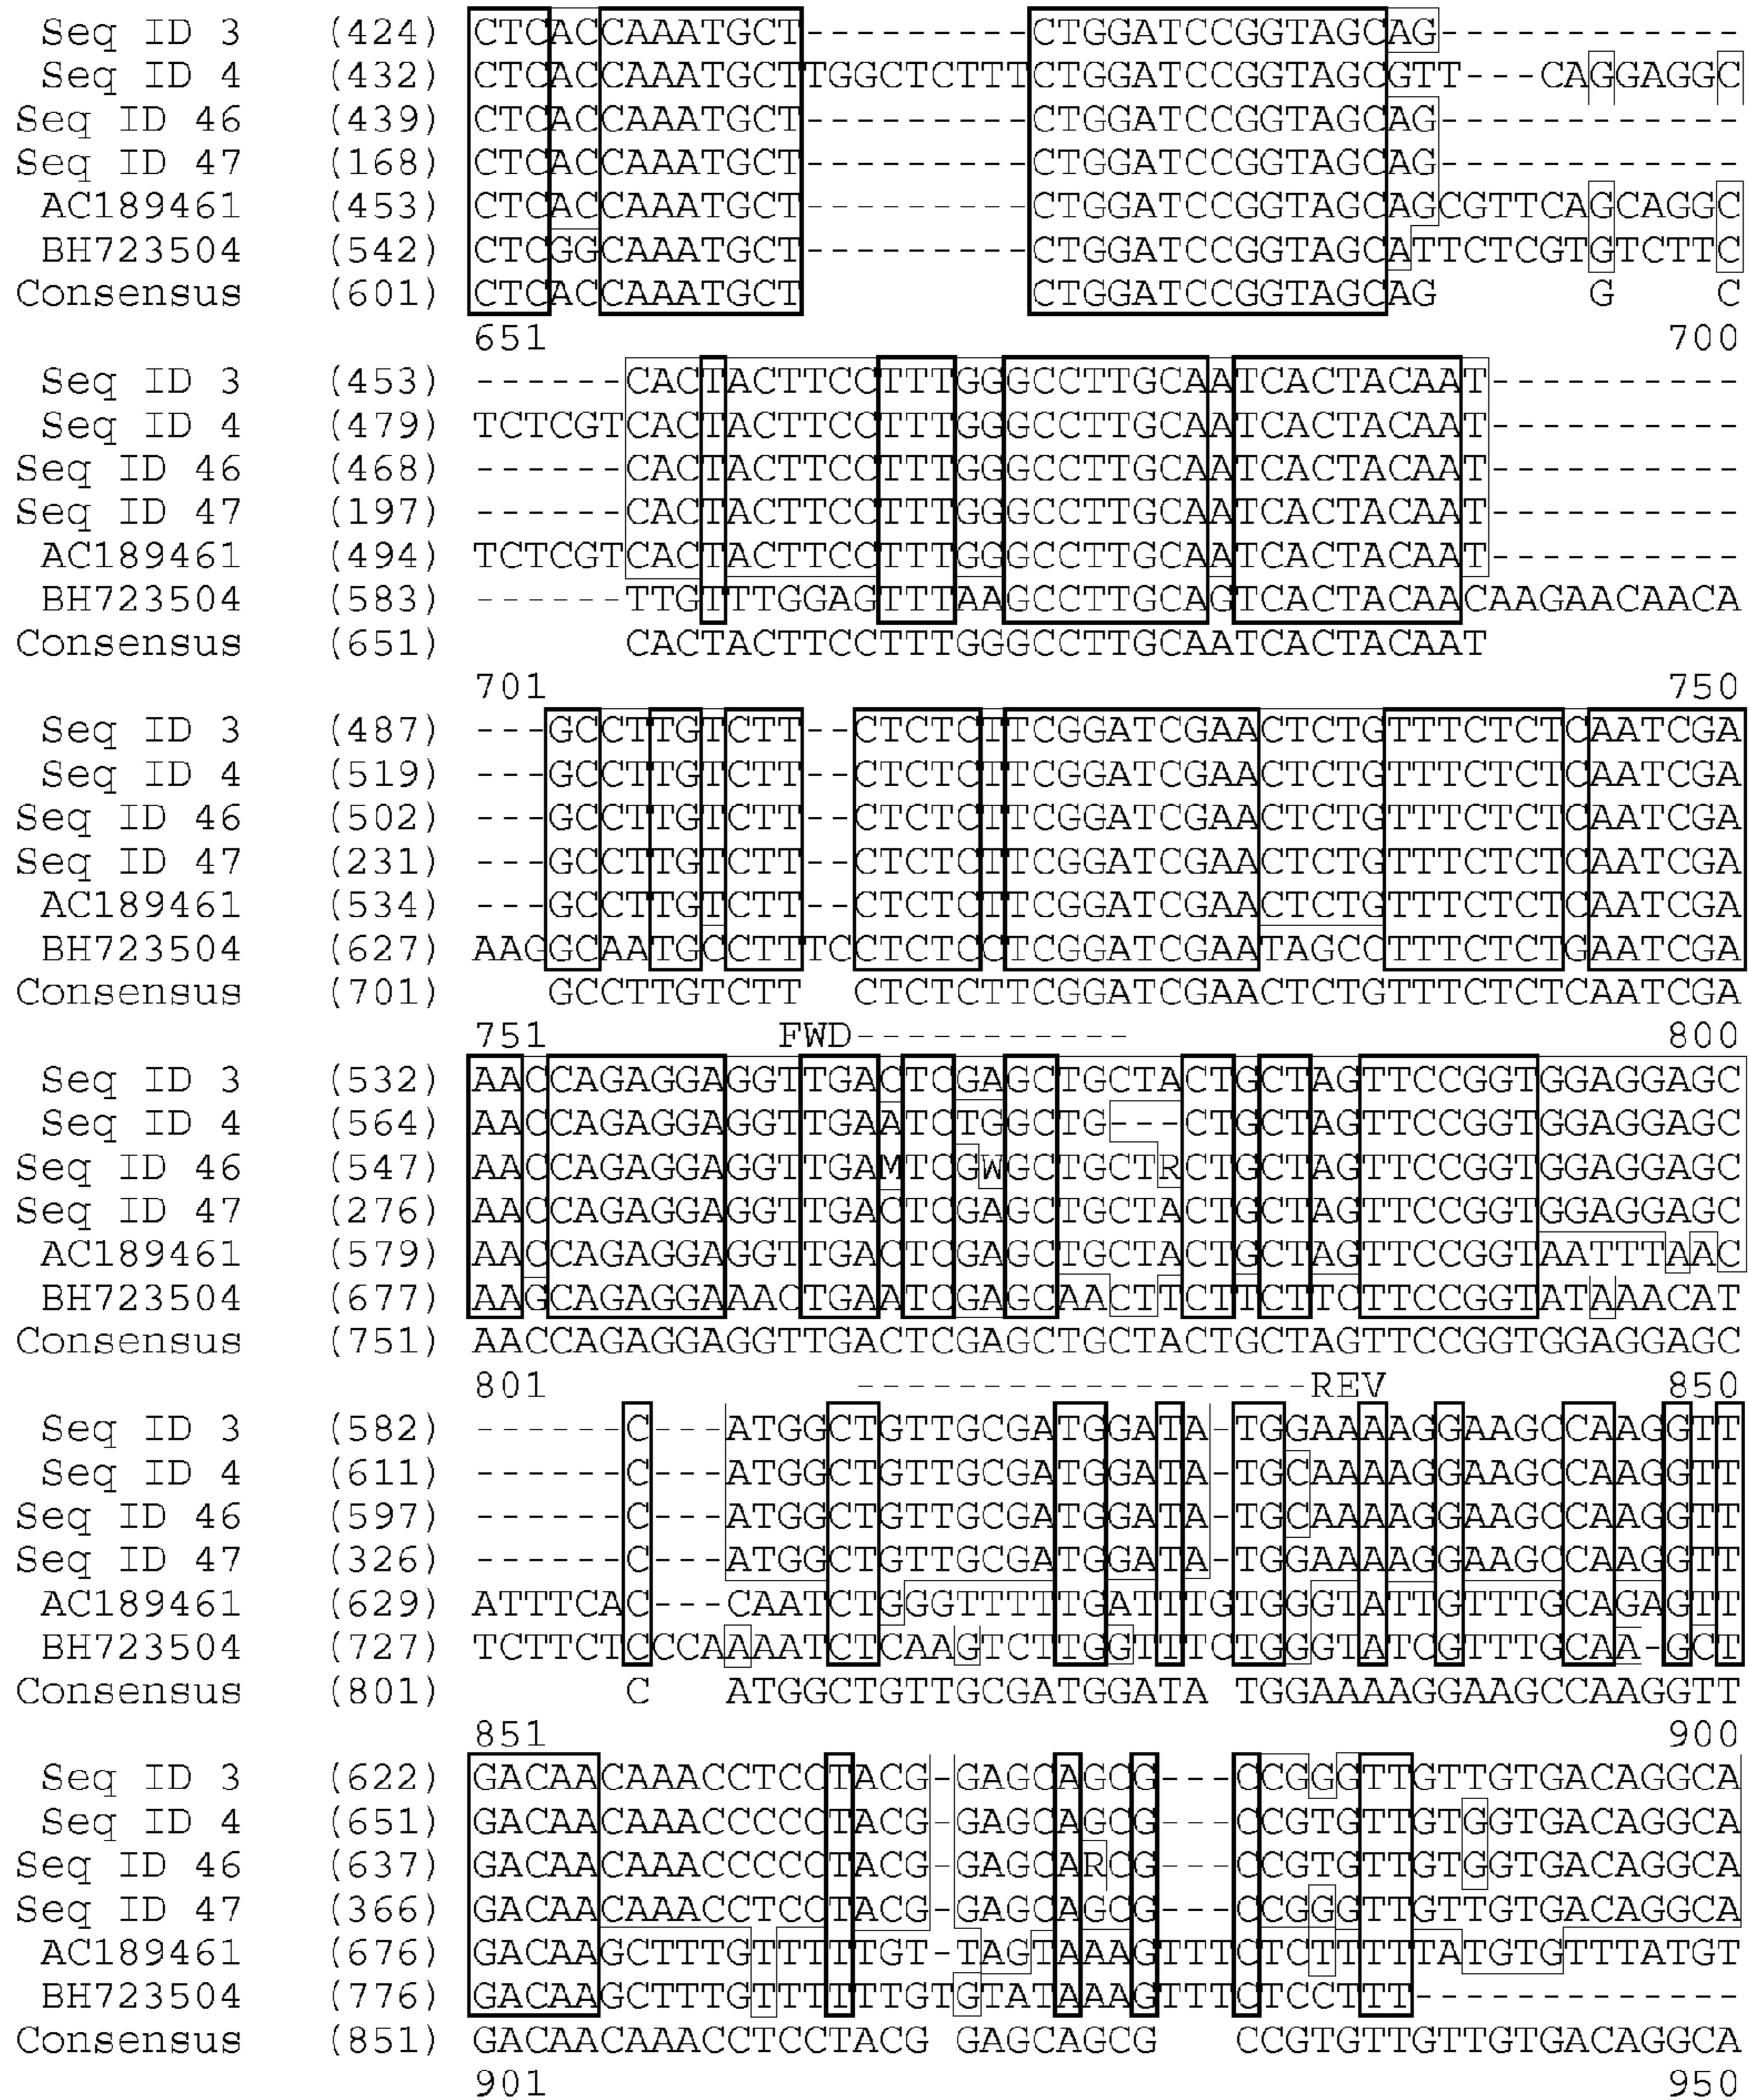 Seq ID 3 (424) CTCACCAAATGCT---------CTGGATCCGGTAGCAG------------
Seq ID 4 (432) CTCACCAAATGCTTGGCTCTTTCTGGATCCGGTAGCGTT---CAGGAGGC
Seq ID 46 (439) CTCACCAAATGCT---------CTGGATCCGGTAGCAG------------
Seq ID 47 (168) CTCACCAAATGCT---------CTGGATCCGGTAGCAG------------
AC189461 (453) CTCACCAAATGCT---------CTGGATCCGGTAGCAGCGTTCAGCAGGC
BH723504 (542) CTCGGCAAATGCT---------CTGGATCCGGTAGCATTCTCGTGTCTTC
Consensus (601) CTCACCAAATGCT         CTGGATCCGGTAGCAG      G    C
651 700
Seq ID 3 (453) ------CACTACTTCCTTTGGGCCTTGCAATCACTACAAT----------
Seq ID 4 (479) TCTCGTCACTACTTCCTTTGGGCCTTGCAATCACTACAAT----------
Seq ID 46 (468) ------CACTACTTCCTTTGGGCCTTGCAATCACTACAAT----------
Seq ID 47 (197) ------CACTACTTCCTTTGGGCCTTGCAATCACTACAAT----------
AC189461 (494) TCTCGTCACTACTTCCTTTGGGCCTTGCAATCACTACAAT----------
BH723504 (583) ------TTGTTTGGAGTTTAAGCCTTGCAGTCACTACAACAAGAACAACA
Consensus (651)       CACTACTTCCTTTGGGCCTTGCAATCACTACAAT
701 750
Seq ID 3 (487) ---GCCTTGTCTT--CTCTCTTCGGATCGAACTCTGTTTCTCTCAATCGA
Seq ID 4 (519) ---GCCTTGTCTT--CTCTCTTCGGATCGAACTCTGTTTCTCTCAATCGA
Seq ID 46 (502) ---GCCTTGTCTT--CTCTCTTCGGATCGAACTCTGTTTCTCTCAATCGA
Seq ID 47 (231) ---GCCTTGTCTT--CTCTCTTCGGATCGAACTCTGTTTCTCTCAATCGA
AC189461 (534) ---GCCTTGTCTT--CTCTCTTCGGATCGAACTCTGTTTCTCTCAATCGA
BH723504 (627) AAGGCAATGCCTTTCCTCTCCTCGGATCGAATAGCCTTTCTCTGAATCGA
Consensus (701)    GCCTTGTCTT  CTCTCTTCGGATCGAACTCTGTTTCTCTCAATCGA
751 FWD----------- 800
Seq ID 3 (532) AACCAGAGGAGGTTGACTCGAGCTGCTACTGCTAGTTCCGGTGGAGGAGC
Seq ID 4 (564) AACCAGAGGAGGTTGAATCTGGCTG---CTGCTAGTTCCGGTGGAGGAGC
Seq ID 46 (547) AACCAGAGGAGGTTGAMTCGWGCTGCTRCTGCTAGTTCCGGTGGAGGAGC
Seq ID 47 (276) AACCAGAGGAGGTTGACTCGAGCTGCTACTGCTAGTTCCGGTGGAGGAGC
AC189461 (579) AACCAGAGGAGGTTGACTCGAGCTGCTACTGCTAGTTCCGGTAATTTAAC
BH723504 (677) AAGCAGAGGAAACTGAATCGAGCAACTTCTTCTTCTTCCGGTATAAACAT
Consensus (751) AACCAGAGGAGGTTGACTCGAGCTGCTACTGCTAGTTCCGGTGGAGGAGC
801 ------------------REV 850
Seq ID 3 (582) ------C---ATGGCTGTTGCGATGGATA-TGGAAAAGGAAGCCAAGGTT
Seq ID 4 (611) ------C---ATGGCTGTTGCGATGGATA-TGCAAAAGGAAGCCAAGGTT
Seq ID 46 (597) ------C---ATGGCTGTTGCGATGGATA-TGCAAAAGGAAGCCAAGGTT
Seq ID 47 (326) ------C---ATGGCTGTTGCGATGGATA-TGGAAAAGGAAGCCAAGGTT
AC189461 (629) ATTTCAC---CAATCTGGGTTTTTGATTTGTGGGTATTGTTTGCAGAGTT
BH723504 (727) TCTTCTCCCAAAATCTCAAGTCTTGGTTTCTGGGTATCGTTTGCAA-GCT
Consensus (801)       C   ATGGCTGTTGCGATGGATA TGGAAAAGGAAGCCAAGGTT
851 900
Seq ID 3 (622) GACAACAAACCTCCTACG-GAGCAGCG---CCGGGTTGTTGTGACAGGCA
Seq ID 4 (651) GACAACAAACCCCCTACG-GAGCAGCG---CCGTGTTGTGGTGACAGGCA
Seq ID 46 (637) GACAACAAACCCCCTACG-GAGCARCG---CCGTGTTGTGGTGACAGGCA
Seq ID 47 (366) GACAACAAACCTCCTACG-GAGCAGCG---CCGGGTTGTTGTGACAGGCA
AC189461 (676) GACAAGCTTTGTTTTTGT-TAGTAAAGTTTCTCTTTTTATGTGTTTATGT
BH723504 (776) GACAAGCTTTGTTTTTTGTGTATAAAGTTTCTCCTTT-------------
Consensus (851) GACAACAAACCTCCTACG GAGCAGCG   CCGTGTTGTTGTGACAGGCA
901 950